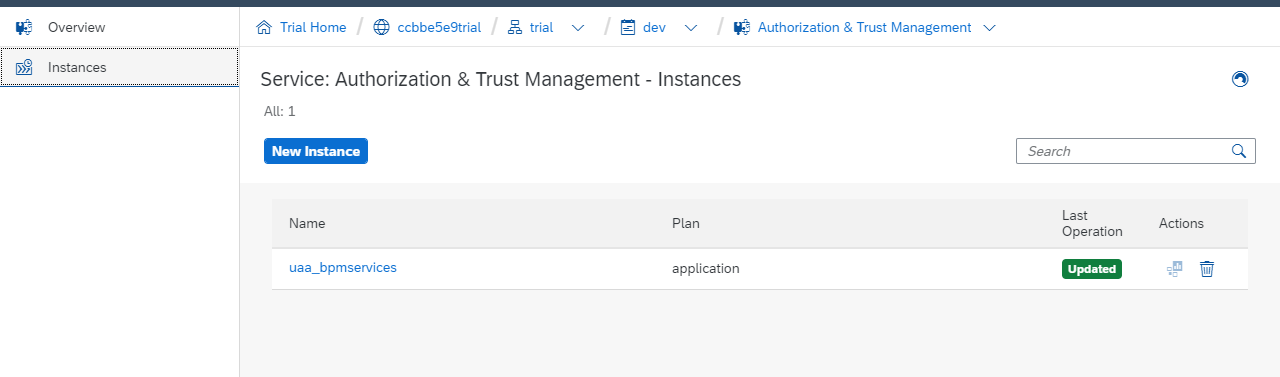 Overview
Instances
Trial Home / ccbbe5e9trial / trial / dev / Authorization & Trust Management
Service: Authorization & Trust Management - Instances
All: 1
New Instance
Search
Name Plan Last Operation Actions
uaa_bpmservices application Updated